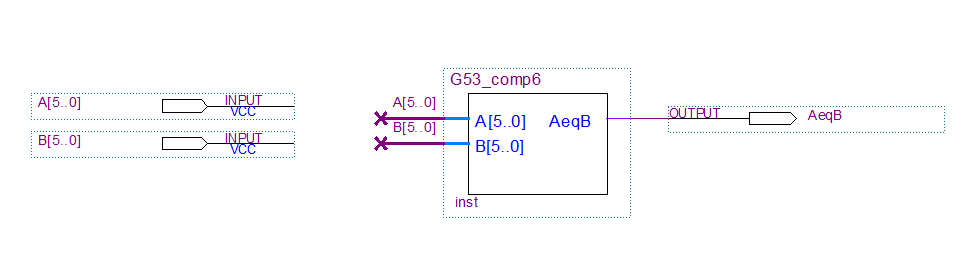 G53_comp6
A[5..0]
INPUT
VCC
A[5..0]
A[5..0]
AeqB
OUTPUT
AeqB
B[5..0]
INPUT
VCC
B[5..0]
B[5..0]
inst